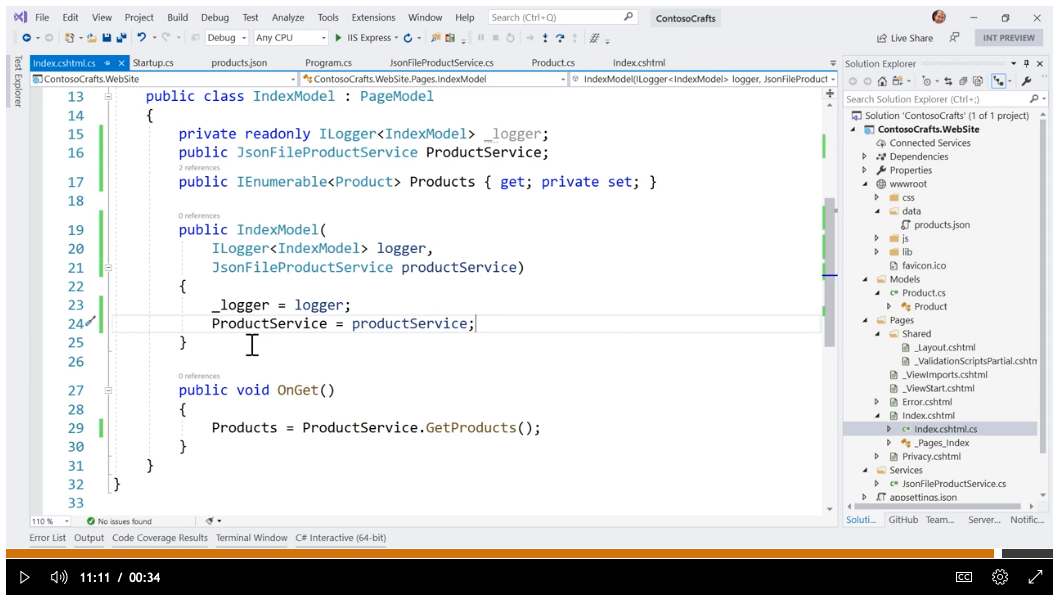 File Edit View Project Build Debug Test Analyze Tools Extensions Window Help Search (Ctrl+Q) ContosoCrafts
Debug Any CPU IIS Express Live Share INT PREVIEW
Test Explorer
Index.cshtml.cs Startup.cs products.json Program.cs JsonFileProductService.cs Product.cs Index.cshtml
ContosoCrafts.WebSite ContosoCrafts.WebSite.Pages.IndexModel IndexModel(ILogger<IndexModel> logger, JsonFileProduct
13 public class IndexModel : PageModel
14 {
15 private readonly ILogger<IndexModel> _logger;
16 public JsonFileProductService ProductService;
2 references
17 public IEnumerable<Product> Products { get; private set; }
18
0 references
19 public IndexModel(
20 ILogger<IndexModel> logger,
21 JsonFileProductService productService)
22 {
23 _logger = logger;
24 ProductService = productService;
25 }
26
0 references
27 public void OnGet()
28 {
29 Products = ProductService.GetProducts();
30 }
31 }
32 }
33
110 % No issues found
Error List Output Code Coverage Results Terminal Window C# Interactive (64-bit)
Solution Explorer
Search Solution Explorer (Ctrl+;)
Solution 'ContosoCrafts' (1 of 1 project)
ContosoCrafts.WebSite
Connected Services
Dependencies
Properties
wwwroot
css
data
products.json
js
lib
favicon.ico
Models
C# Product.cs
Product
Pages
Shared
_Layout.cshtml
_ValidationScriptsPartial.cshtm
_ViewImports.cshtml
_ViewStart.cshtml
Error.cshtml
Index.cshtml
C# Index.cshtml.cs
_Pages_Index
Privacy.cshtml
Services
C# JsonFileProductService.cs
appsettings.json
Soluti... GitHub Team... Server... Notific...
11:11 / 00:34
CC